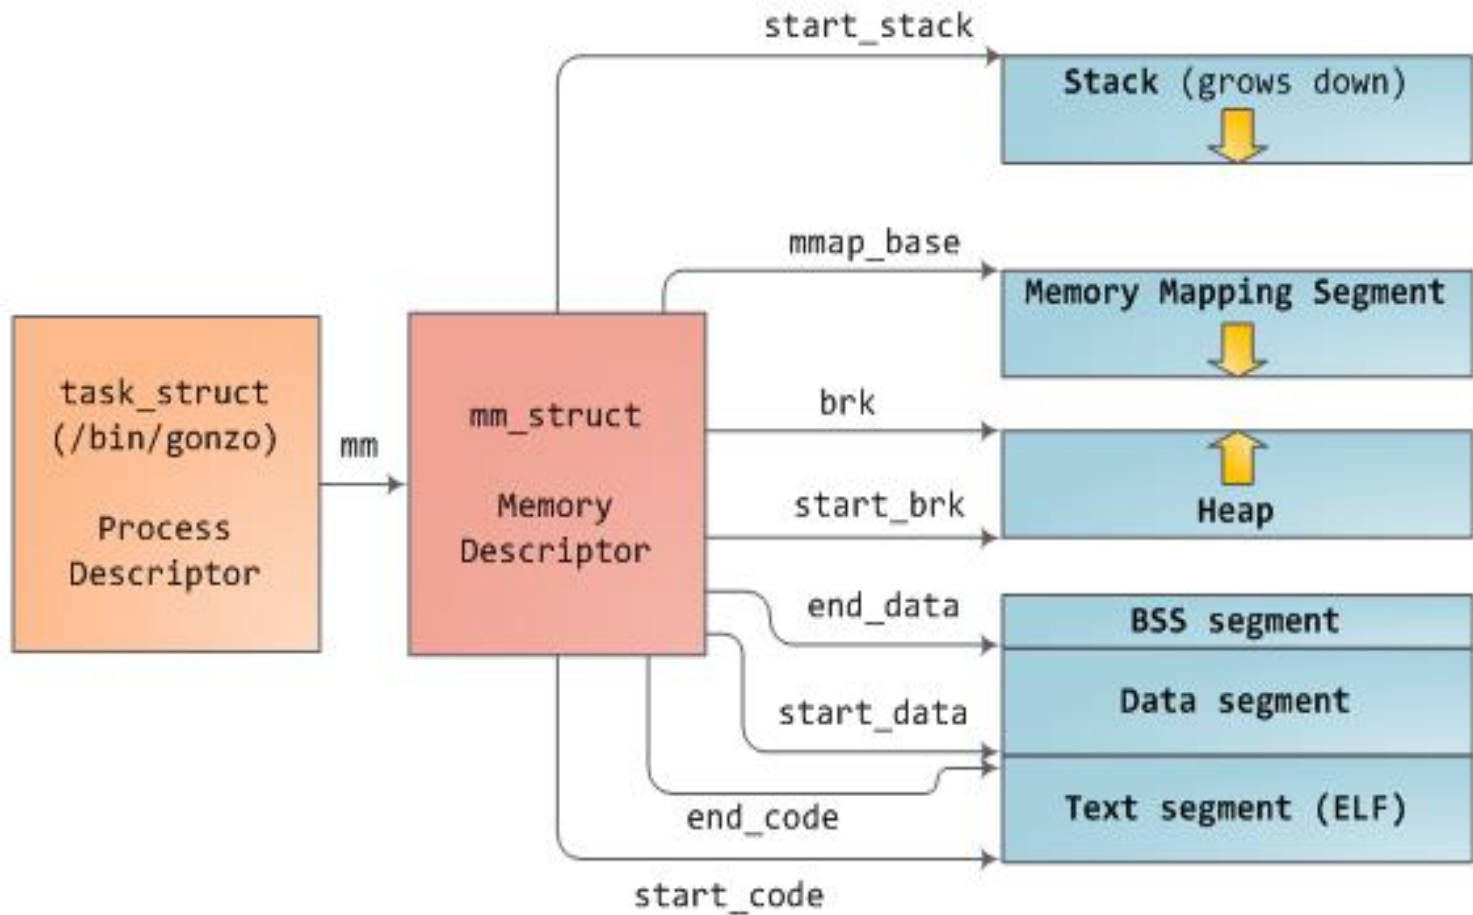 start_stack
Stack (grows down)
mmap_base
Memory Mapping Segment
task_struct
(/bin/gonzo)
Process
Descriptor
mm
mm_struct
Memory
Descriptor
brk
start_brk
Heap
end_data
BSS segment
Data segment
start_data
end_code
Text segment (ELF)
start_code